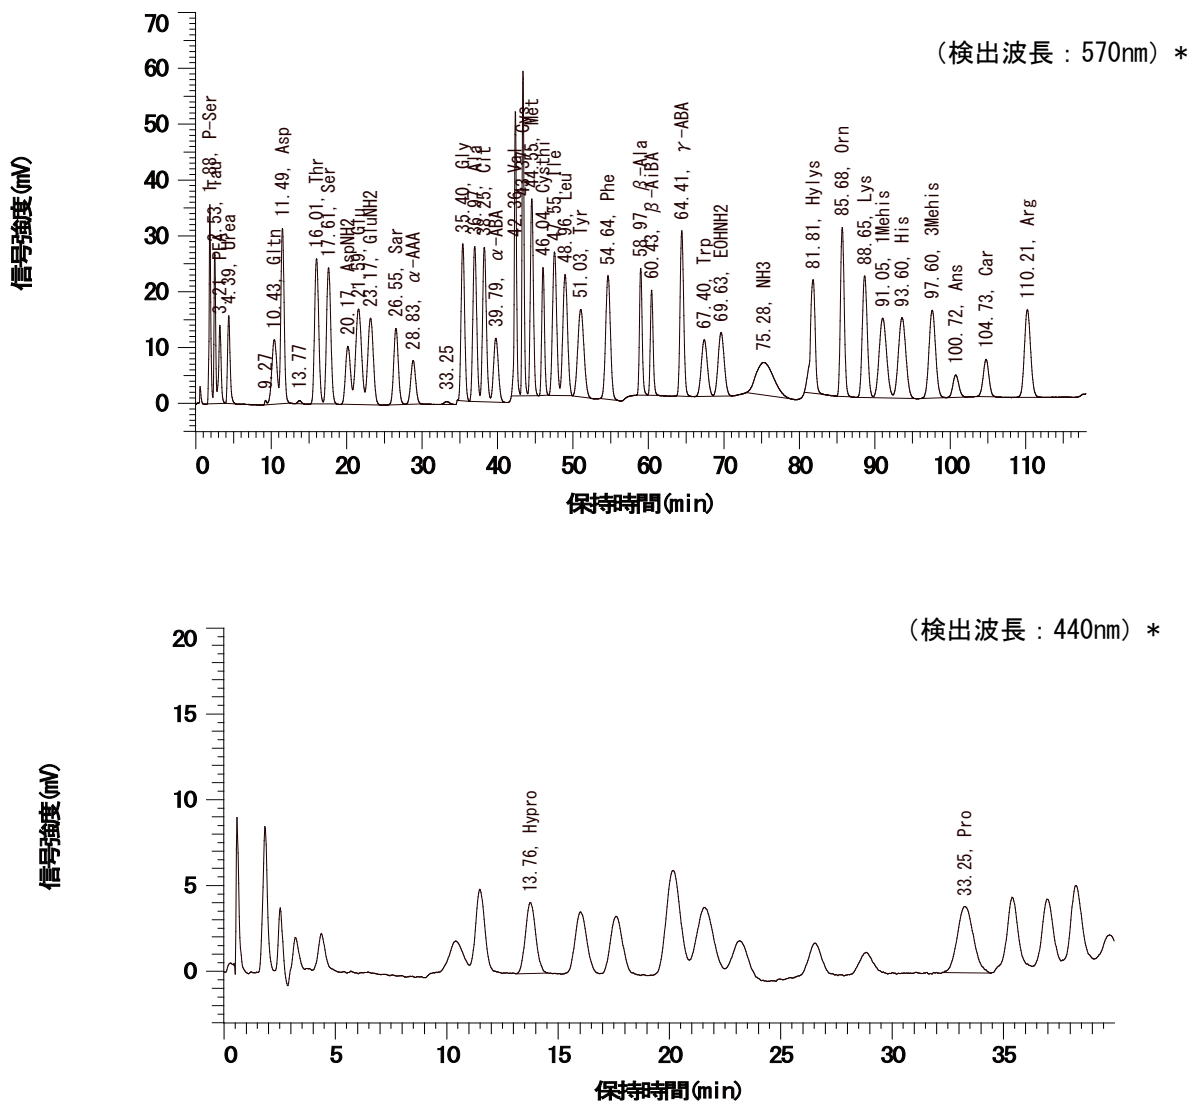 (検出波長：570nm) *
信号強度(mV)
70
60
50
40
30
20
10
0
1.88, P-Ser
2.53, Tau
3.21, PEA
4.39, Urea
9.27
10.43, Gltn
11.49, Asp
13.77
16.01, Thr
17.61, Ser
20.17, AspNH2
21.59, Glu
23.17, GluNH2
26.55, Sar
28.83, α-AAA
33.25
35.40, Gly
36.97, Ala
38.25, Cit
39.79, α-ABA
42.36, Val
Cys
44.55, Met
46.04, Cysthi
47.55, Ile
48.96, Leu
51.03, Tyr
54.64, Phe
58.97, β-Ala
60.43, β-AiBA
64.41, γ-ABA
67.40, Trp
69.63, EOHNH2
75.28, NH3
81.81, Hylys
85.68, Orn
88.65, Lys
91.05, 1Mehis
93.60, His
97.60, 3Mehis
100.72, Ans
104.73, Car
110.21, Arg
0 10 20 30 40 50 60 70 80 90 100 110
保持時間(min)
(検出波長：440nm) *
信号強度(mV)
20
15
10
5
0
13.76, Hypro
33.25, Pro
0 5 10 15 20 25 30 35
保持時間(min)